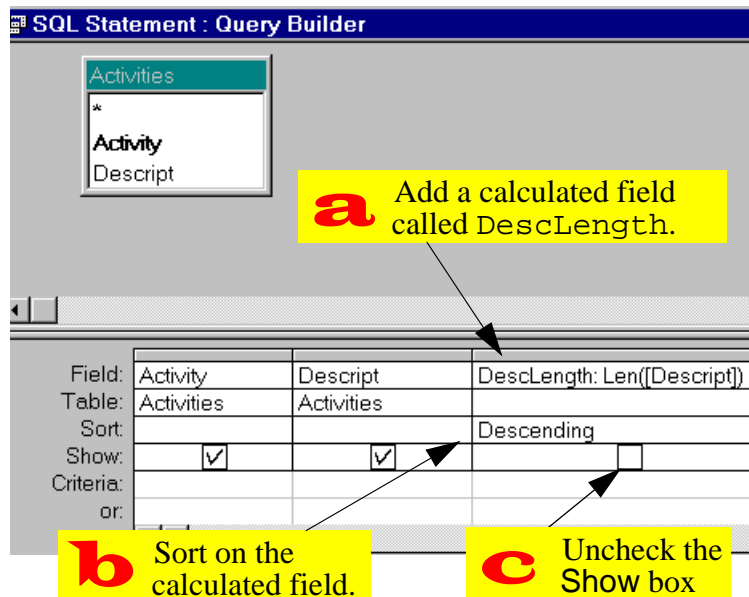 SQL Statement : Query Builder
Activities
*
Activity
Descript
a Add a calculated field
called DescLength.
Field: Activity Descript DescLength: Len([Descript])
Table: Activities Activities
Sort: Descending
Show:
Criteria:
or:
b Sort on the
calculated field.
c Uncheck the
Show box